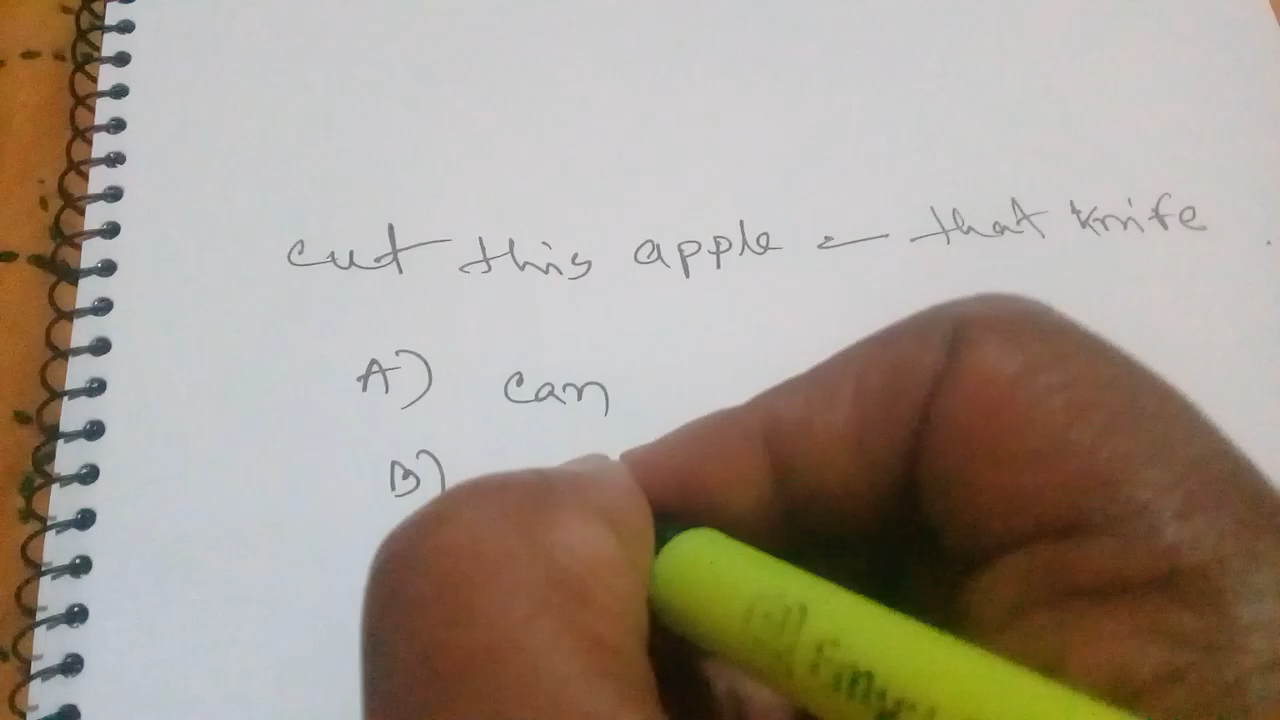 cut this apple — that knife
A) can
B)